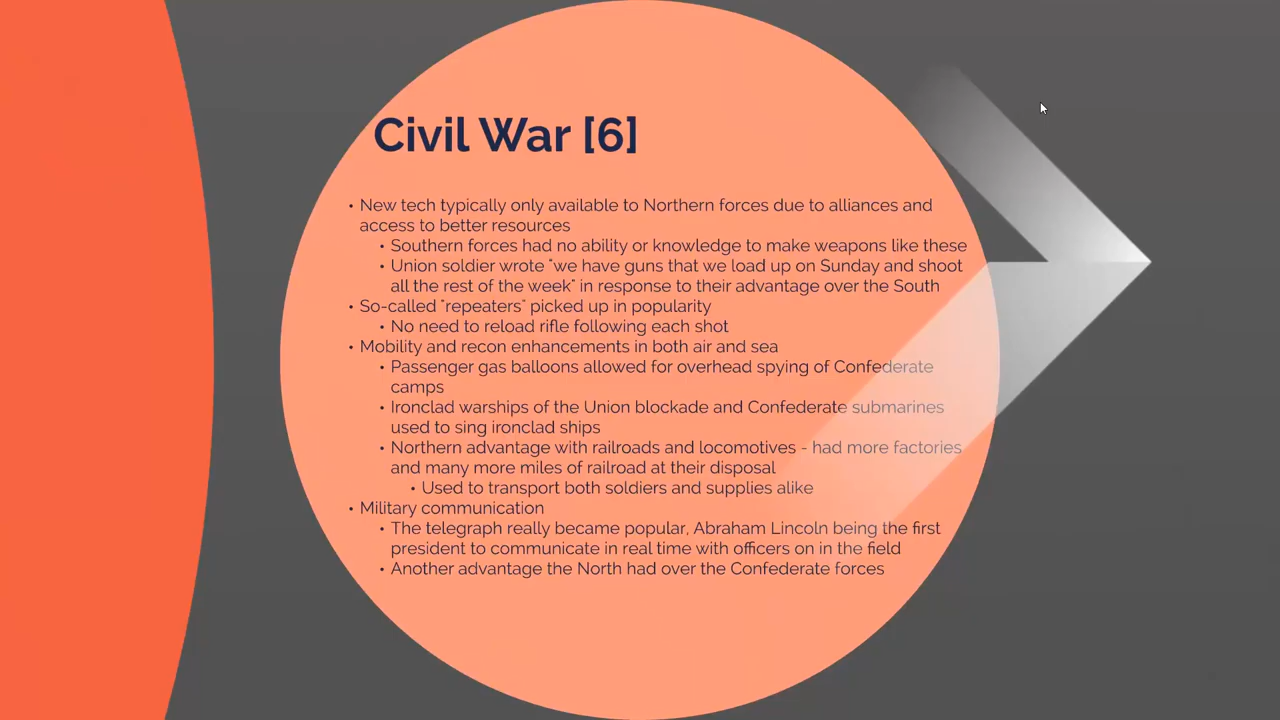 Civil War [6]
• New tech typically only available to Northern forces due to alliances and
access to better resources
• Southern forces had no ability or knowledge to make weapons like these
• Union soldier wrote "we have guns that we load up on Sunday and shoot
all the rest of the week" in response to their advantage over the South
• So-called "repeaters" picked up in popularity
• No need to reload rifle following each shot
• Mobility and recon enhancements in both air and sea
• Passenger gas balloons allowed for overhead spying of Confederate
camps
• Ironclad warships of the Union blockade and Confederate submarines
used to sing ironclad ships
• Northern advantage with railroads and locomotives - had more factories
and many more miles of railroad at their disposal
• Used to transport both soldiers and supplies alike
• Military communication
• The telegraph really became popular, Abraham Lincoln being the first
president to communicate in real time with officers on in the field
• Another advantage the North had over the Confederate forces